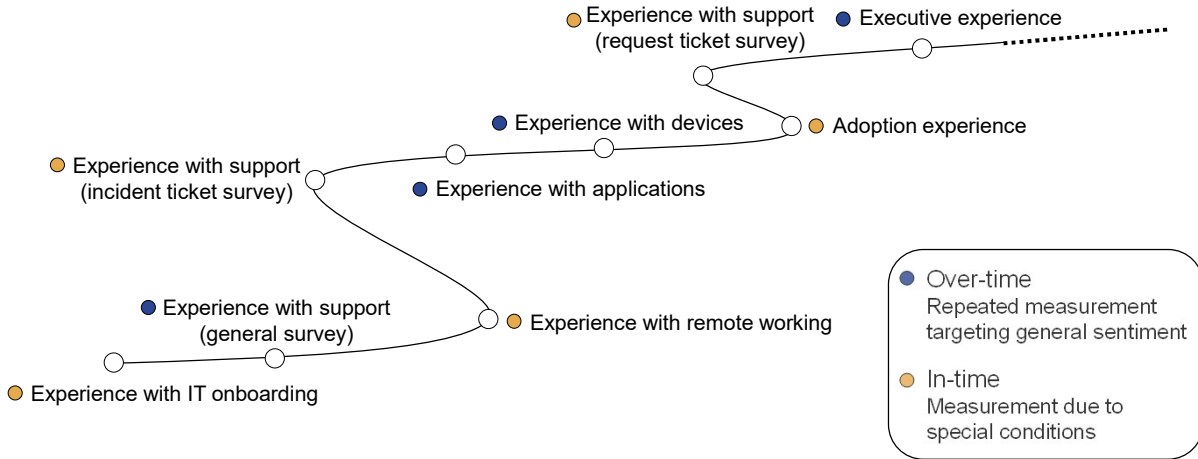 Experience with support
(request ticket survey)
Executive experience
Experience with devices
Adoption experience
Experience with support
(incident ticket survey)
Experience with applications
Experience with support
(general survey)
Experience with remote working
Experience with IT onboarding
Over-time
Repeated measurement
targeting general sentiment
In-time
Measurement due to
special conditions